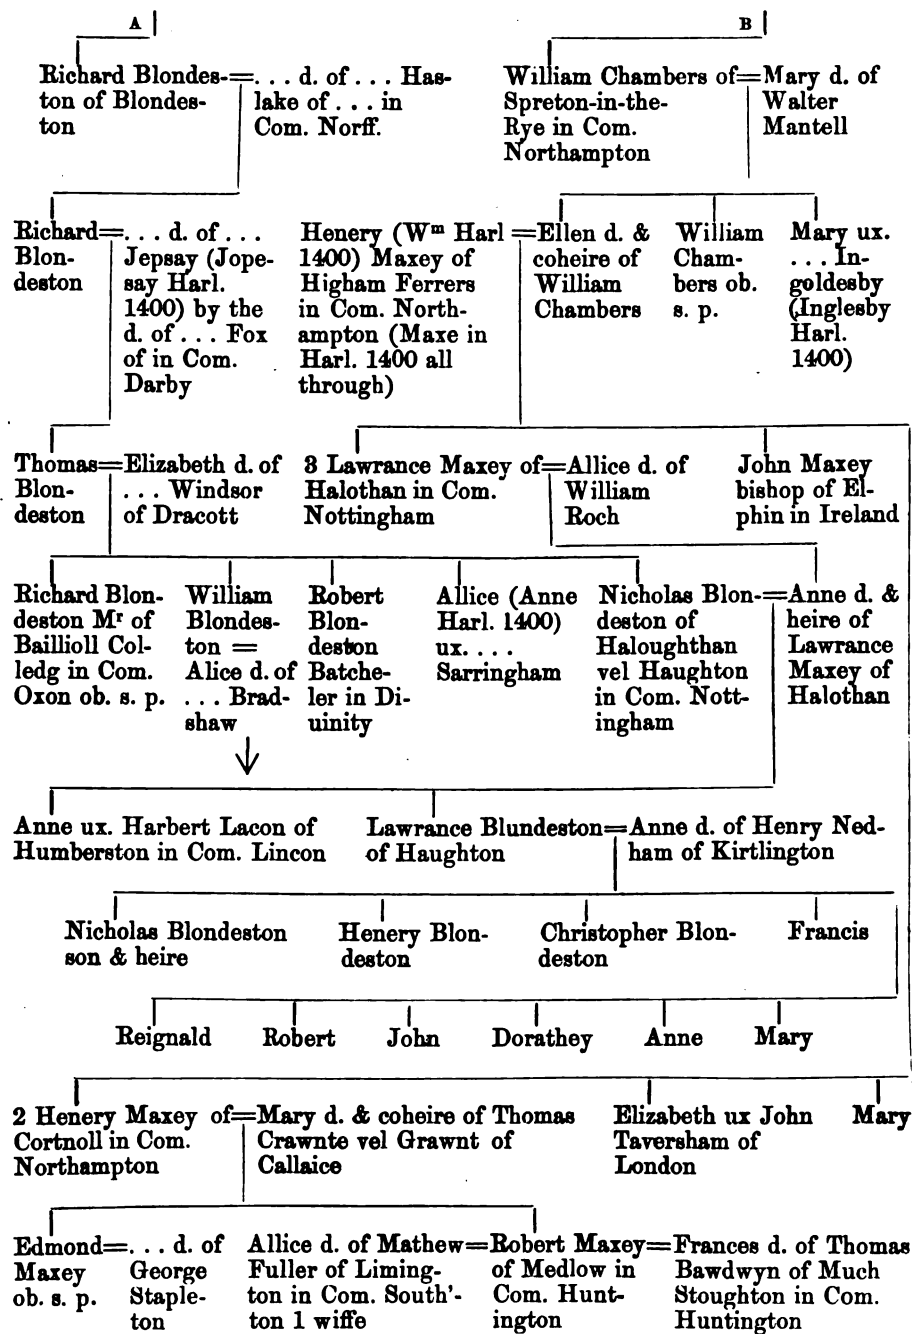 A B
Richard Blondes-=. . . d. of . . . Has-
ton of Blondes-
ton
lake of . . . in
Com. Norff.
William Chambers of=Mary d. of
Spreton-in-the-
Rye in Com.
Northampton
Walter
Mantell
Richard=. . . d. of . . .
Blon-
deston
Jepsay (Jope-
say Harl.
1400) by the
d. of . . . Fox
of in Com.
Darby
Henery (Wm Harl =Ellen d. &
1400) Maxey of
Higham Ferrers
in Com. North-
ampton (Maxe in
Harl. 1400 all
through)
coheire of
William
Chambers
William
Cham-
bers ob.
s. p.
Mary ux.
. . . In-
goldesby
(Inglesby
Harl.
1400)
Thomas=Elizabeth d. of
Blon-
deston
. . . Windsor
of Dracott
3 Lawrance Maxey of=Allice d. of
Halothan in Com.
Nottingham
William
Roch
John Maxey
bishop of El-
phin in Ireland
Richard Blon-
deston Mr of
Baillioll Col-
ledg in Com.
Oxon ob. s. p.
William
Blondes-
ton =
Alice d. of
. . . Brad-
shaw
Robert
Blon-
deston
Batche-
ler in Di-
uinity
Allice (Anne
Harl. 1400)
ux. . . .
Sarringham
Nicholas Blon-=Anne d. &
deston of
Haloughthan
vel Haughton
in Com. Nott-
ingham
heire of
Lawrance
Maxey of
Halothan
Anne ux. Harbert Lacon of
Humberston in Com. Lincon
Lawrance Blundeston=Anne d. of Henry Ned-
of Haughton
ham of Kirtlington
Nicholas Blondeston
son & heire
Henery Blon-
deston
Christopher Blon-
deston
Francis
Reignald Robert John Dorathey Anne Mary
2 Henery Maxey of=Mary d. & coheire of Thomas
Cortnoll in Com.
Northampton
Crawnte vel Grawnt of
Callaice
Elizabeth ux John
Taversham of
London
Mary
Edmond=. . . d. of
Maxey
ob. s. p.
George
Staple-
ton
Allice d. of Mathew=Robert Maxey=Frances d. of Thomas
Fuller of Liming-
ton in Com. South'-
ton 1 wiffe
of Medlow in
Com. Hunt-
ington
Bawdwyn of Much
Stoughton in Com.
Huntington